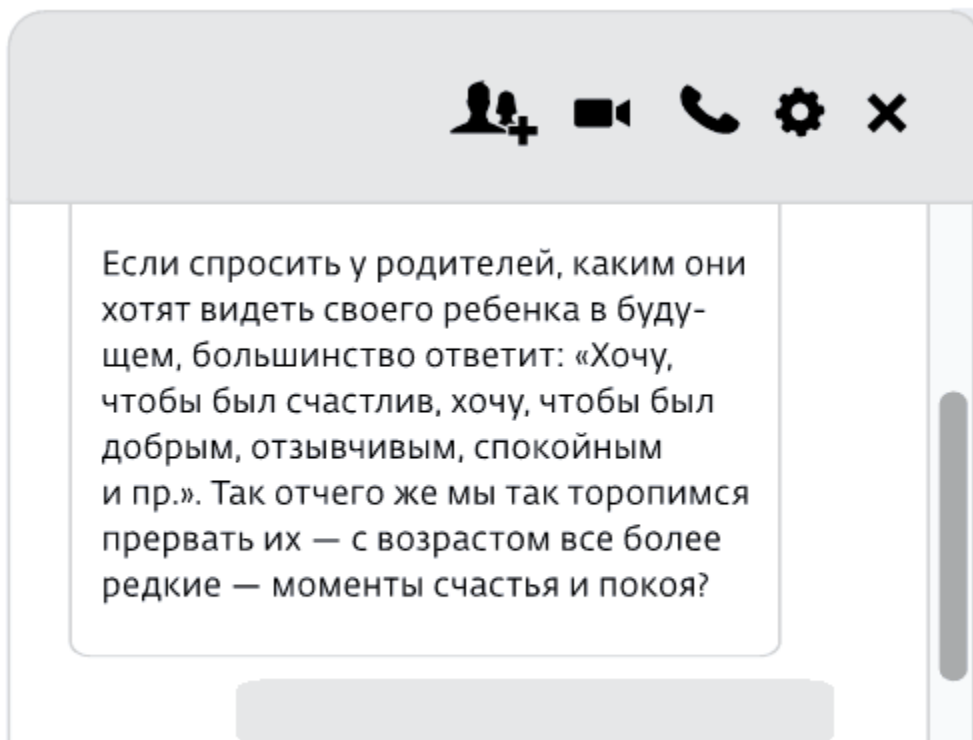 Если спросить у родителей, каким они
хотят видеть своего ребенка в буду-
щем, большинство ответит: «Хочу,
чтобы был счастлив, хочу, чтобы был
добрым, отзывчивым, спокойным
и пр.». Так отчего же мы так торопимся
прервать их — с возрастом все более
редкие — моменты счастья и покоя?